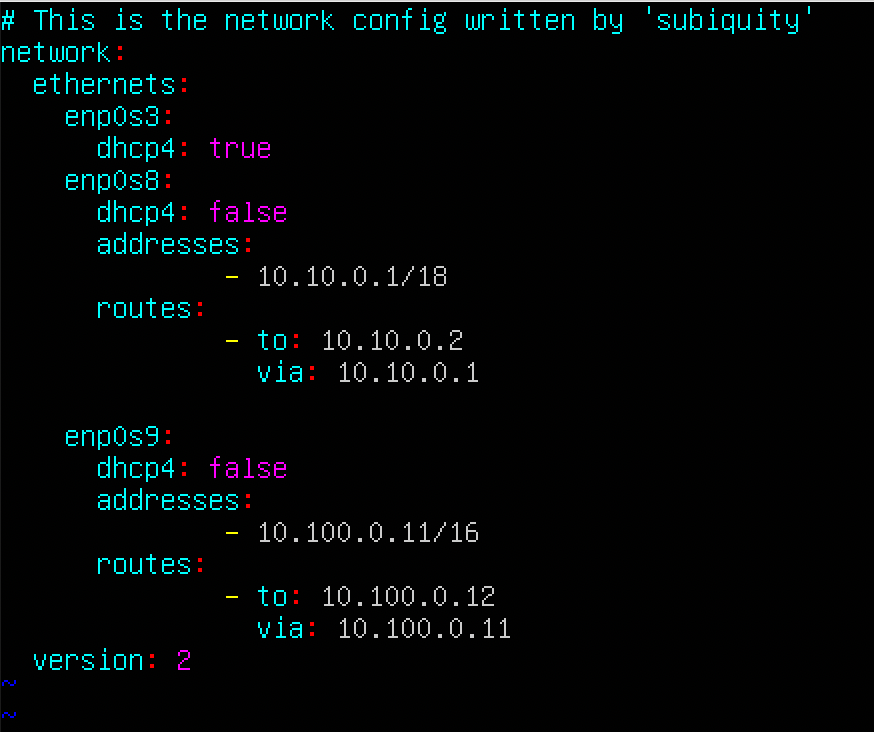 # This is the network config written by 'subiquity'
network:
  ethernets:
    enp0s3:
      dhcp4: true
    enp0s8:
      dhcp4: false
      addresses:
              - 10.10.0.1/18
      routes:
              - to: 10.10.0.2
                via: 10.10.0.1

    enp0s9:
      dhcp4: false
      addresses:
              - 10.100.0.11/16
      routes:
              - to: 10.100.0.12
                via: 10.100.0.11
  version: 2
~
~